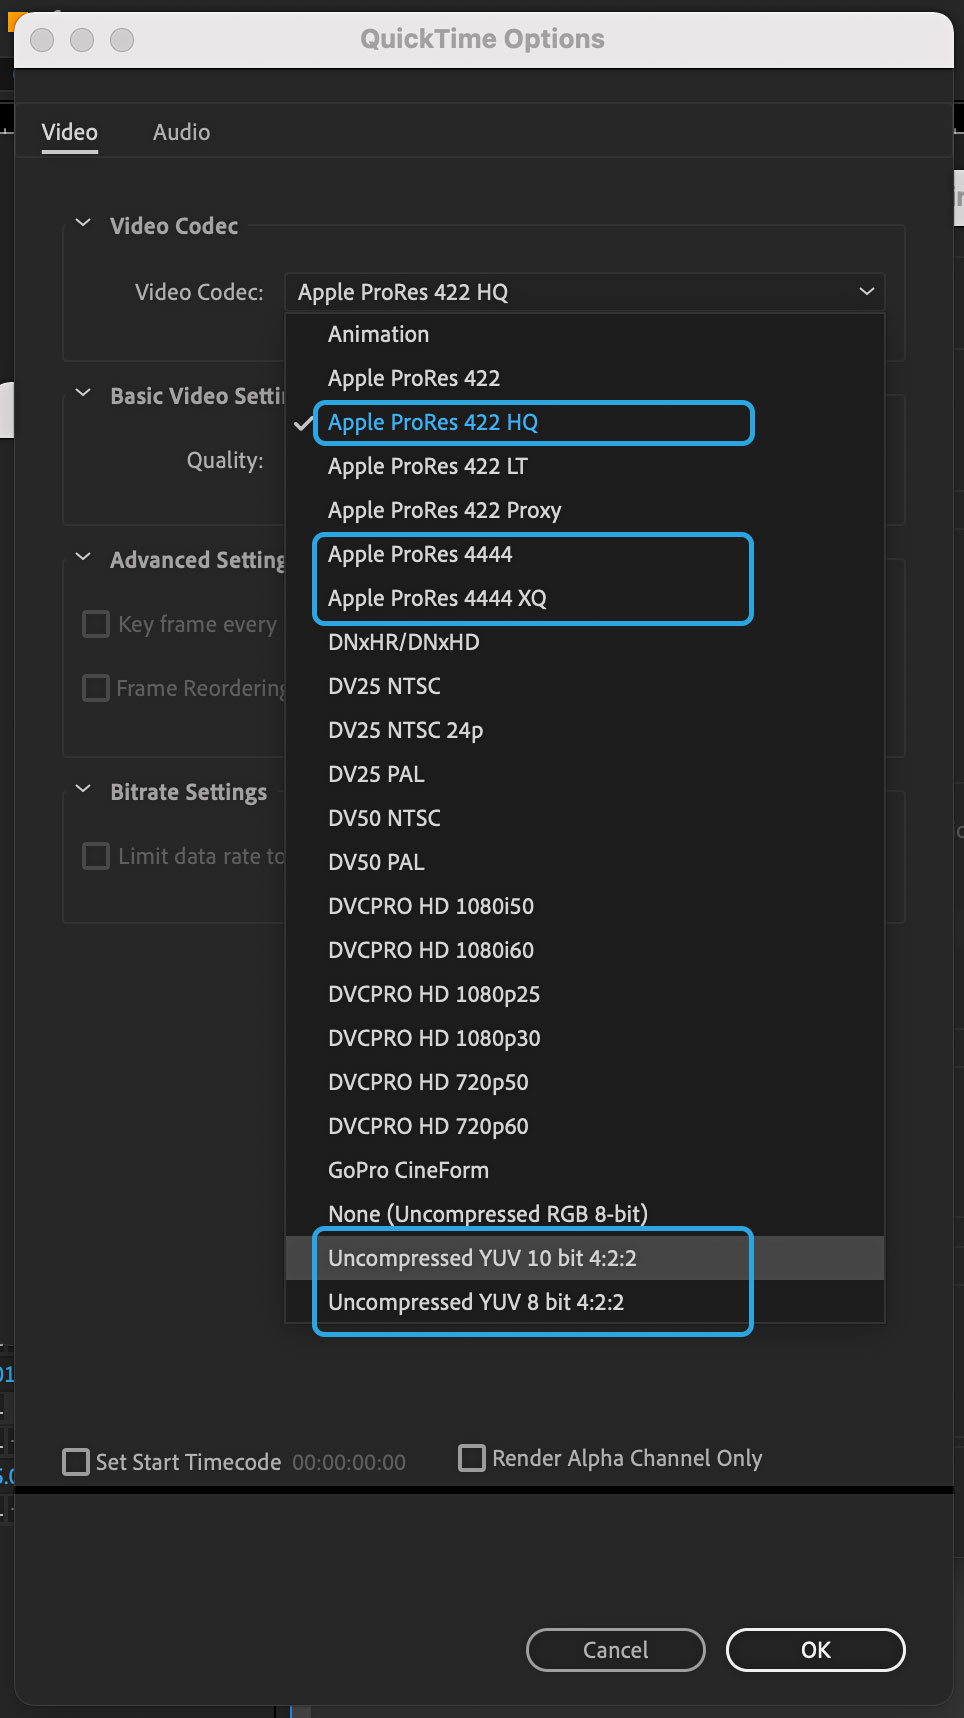 QuickTime Options
Video Audio
Video Codec
Video Codec: Apple ProRes 422 HQ
Animation
Apple ProRes 422
Basic Video
Apple ProRes 422 HQ
Quality:
Apple ProRes 422 LT
Apple ProRes 422 Proxy
Advanced
Apple ProRes 4444
Key frame every
Apple ProRes 4444 XQ
DNxHR/DNxHD
Frame Reordering
DV25 NTSC
DV25 NTSC 24p
DV25 PAL
Bitrate Settings
DV50 NTSC
Limit data rate to
DV50 PAL
DVCPRO HD 1080i50
DVCPRO HD 1080i60
DVCPRO HD 1080p25
DVCPRO HD 1080p30
DVCPRO HD 720p50
DVCPRO HD 720p60
GoPro CineForm
None (Uncompressed RGB 8-bit)
Uncompressed YUV 10 bit 4:2:2
Uncompressed YUV 8 bit 4:2:2
Set Start Timecode 00:00:00:00 Render Alpha Channel Only
Cancel OK